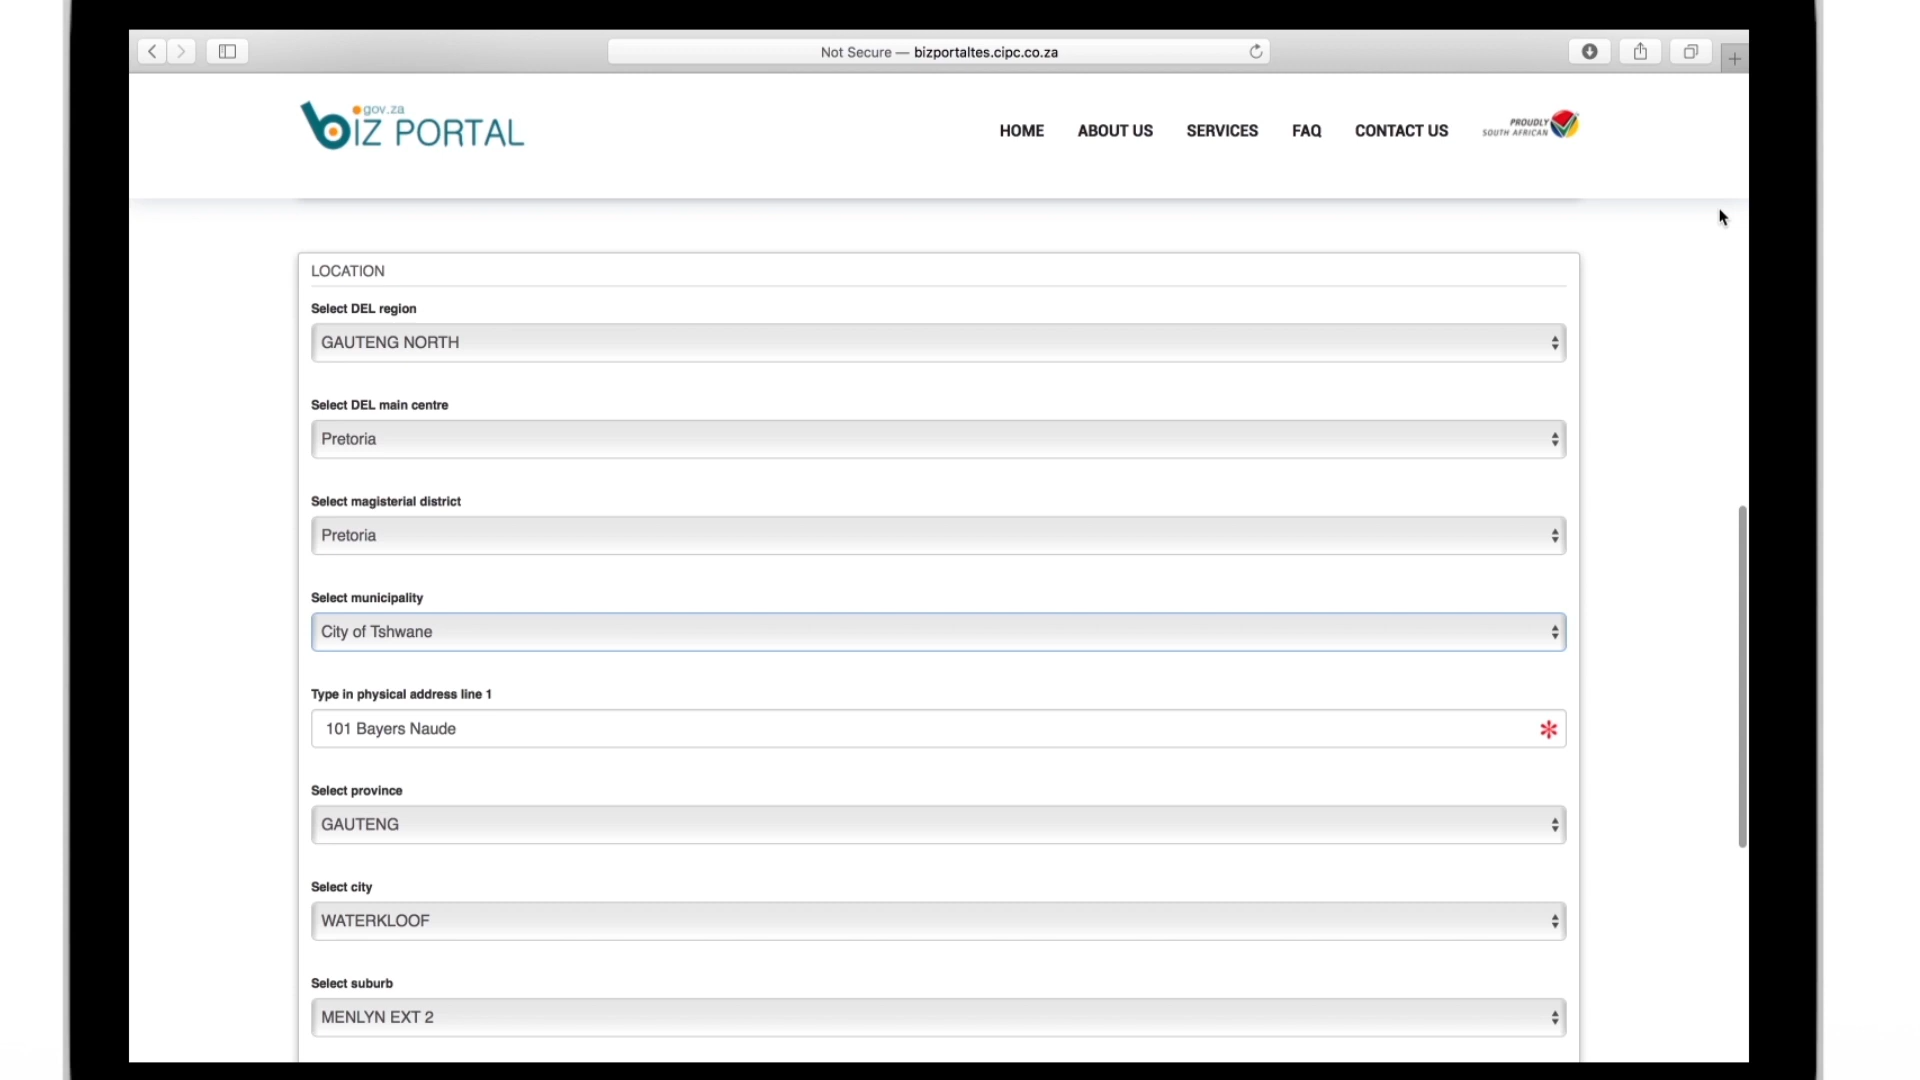 Not Secure — bizportaltes.cipc.co.za
gov.za
biz PORTAL
HOME
ABOUT US
SERVICES
FAQ
CONTACT US
PROUDLY
SOUTH AFRICAN
LOCATION
Select DEL region
GAUTENG NORTH
Select DEL main centre
Pretoria
Select magisterial district
Pretoria
Select municipality
City of Tshwane
Type in physical address line 1
101 Bayers Naude
Select province
GAUTENG
Select city
WATERKLOOF
Select suburb
MENLYN EXT 2